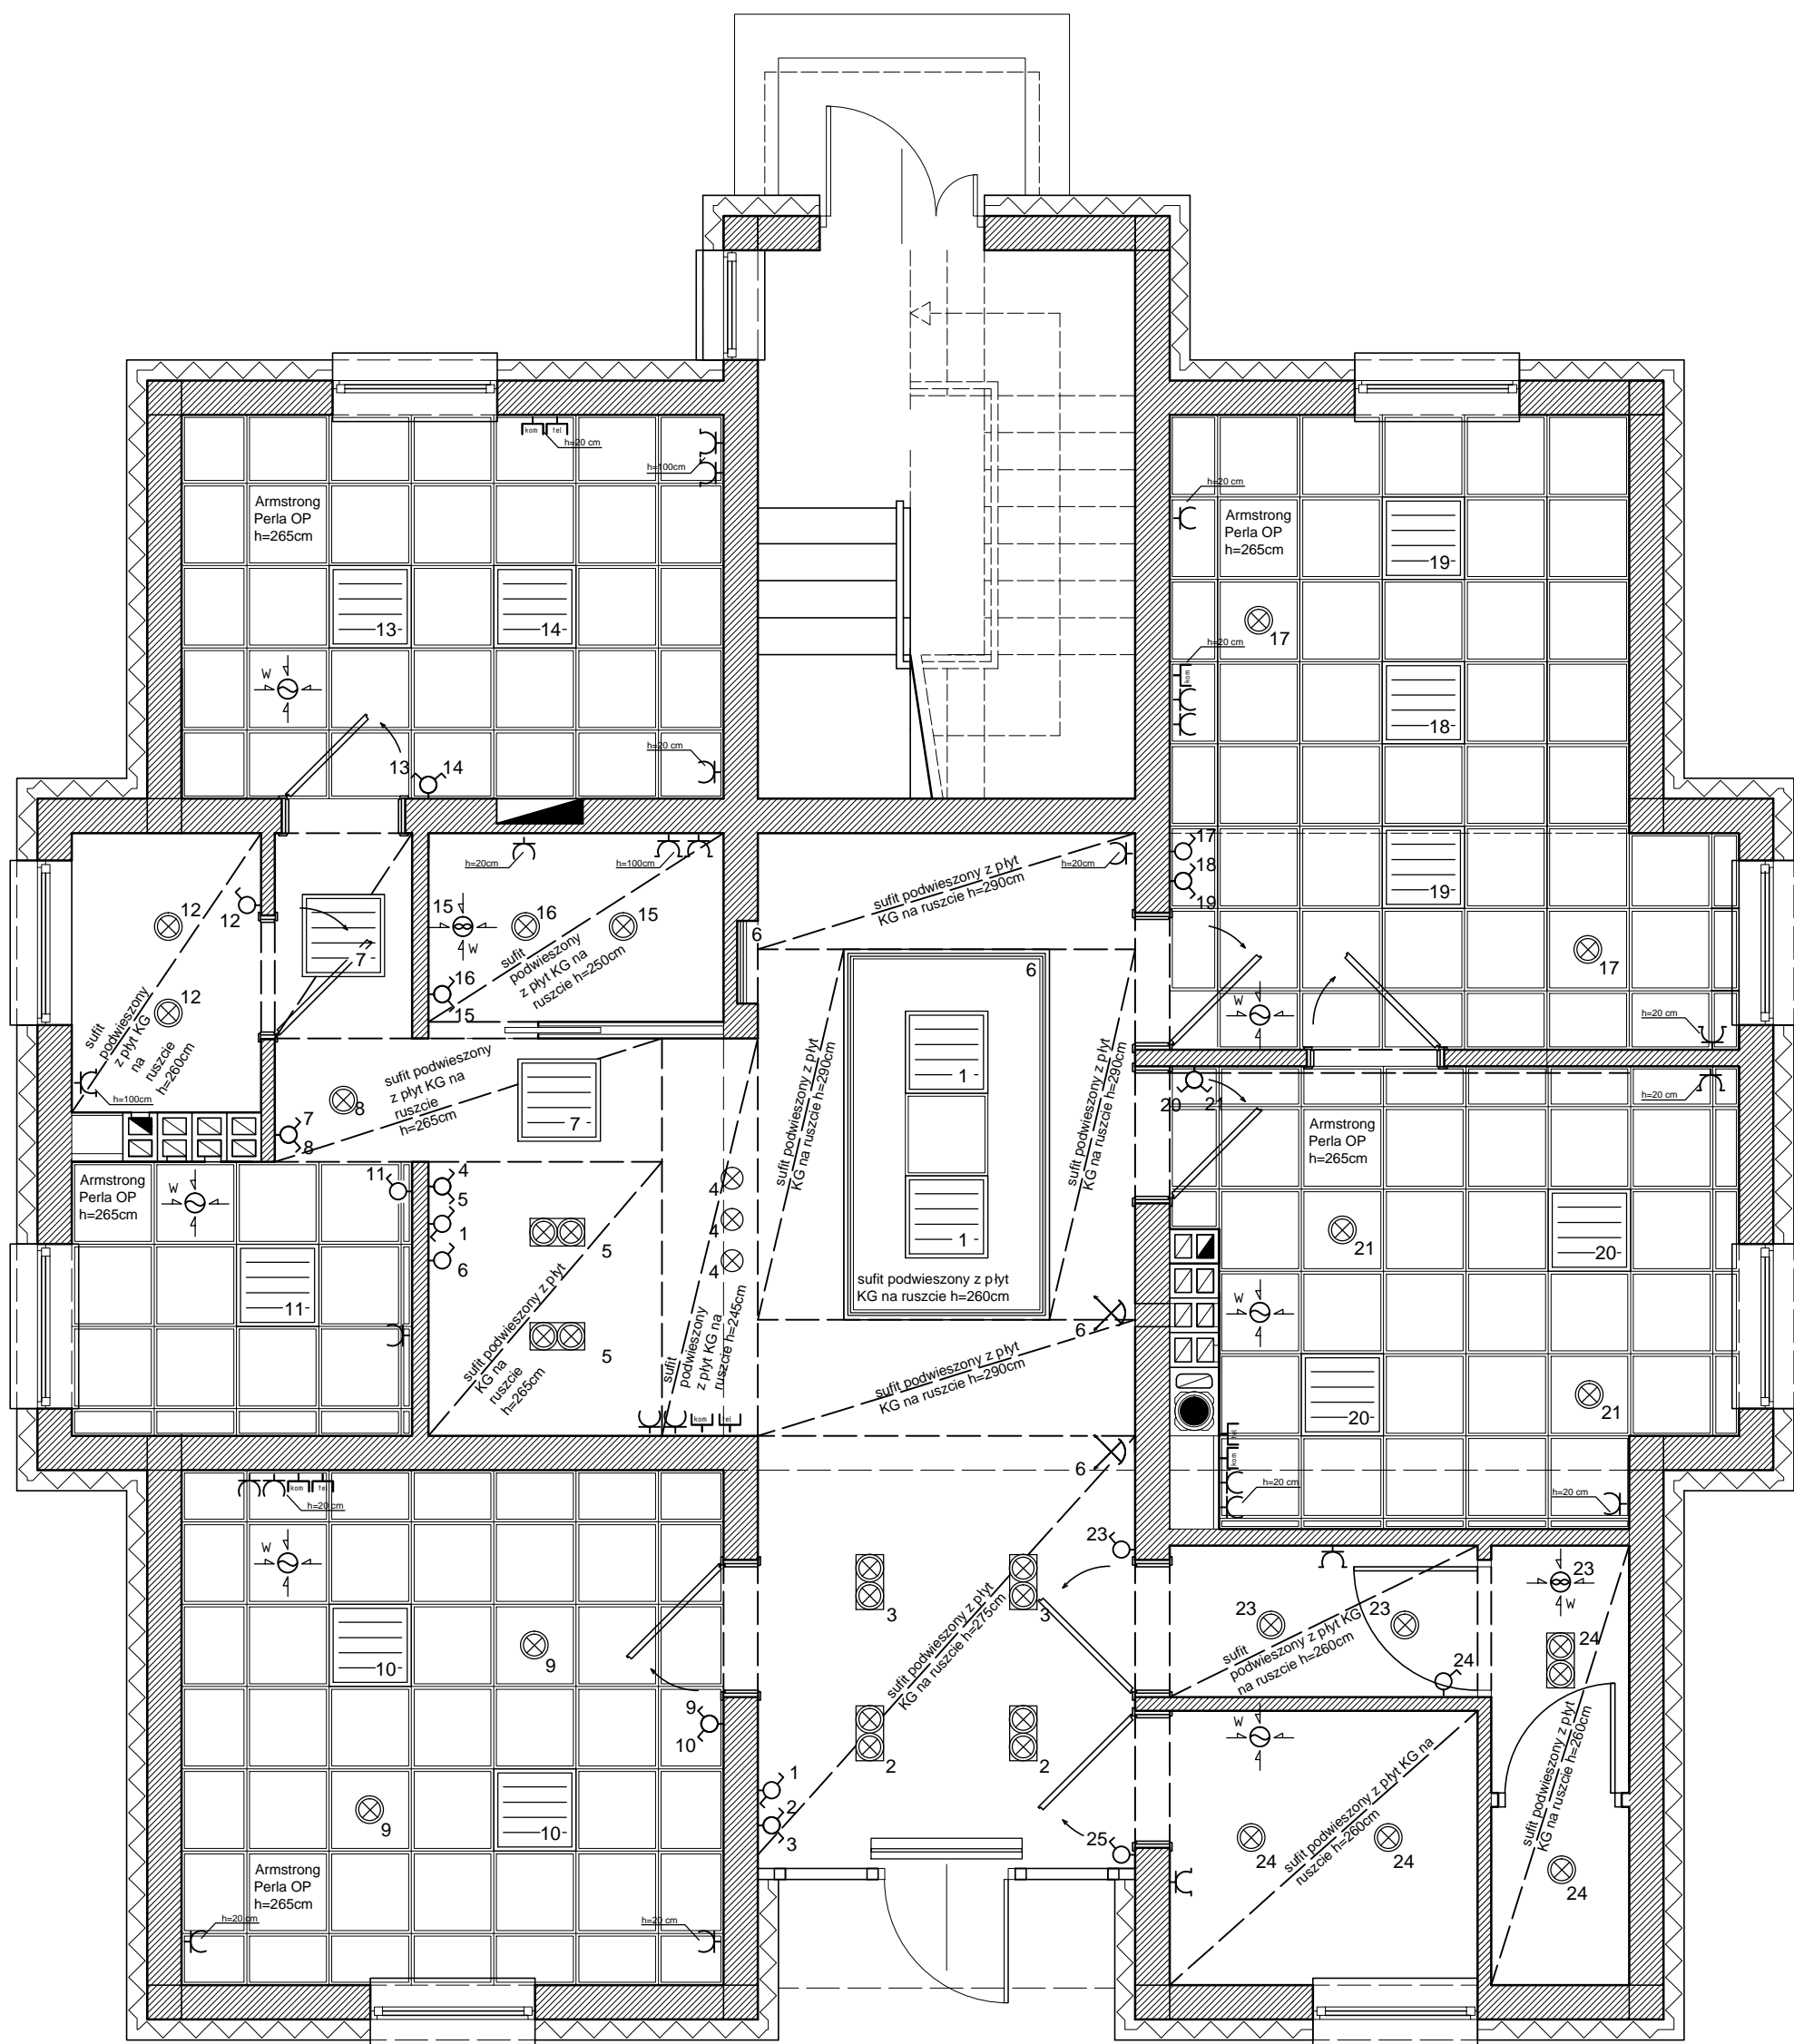 kom
tel
h=20 cm
h=100cm
Armstrong
Perla OP
h=265cm
13
14
W
13
14
h=20 cm
h=20 cm
Armstrong
Perla OP
h=265cm
19
17
h=20 cm
kom
18
19
17
17
18
19
W
h=20 cm
12
12
12
sufit
podwieszony
z płyt KG
na
ruszcie
h=260cm
h=100cm
7
h=20cm
h=100cm
15
W
16
15
16
15
sufit
podwieszony
z płyt KG na
ruszcie h=250cm
6
sufit podwieszony z płyt
KG na ruszcie h=290cm
h=20cm
6
1
1
sufit podwieszony z płyt
KG na ruszcie h=260cm
sufit podwieszony z płyt
KG na ruszcie h=290cm
sufit podwieszony z płyt
KG na ruszcie h=290cm
sufit podwieszony z płyt
KG na ruszcie h=290cm
6
6
7
8
8
sufit podwieszony
z płyt KG na
ruszcie
h=265cm
7
Armstrong
Perla OP
h=265cm
W
11
11
4
5
1
6
5
5
sufit podwieszony z płyt
KG na
ruszcie
h=265cm
4
4
4
sufit
podwieszony
z płyt KG na
ruszcie h=245cm
kom
tel
20
21
h=20 cm
Armstrong
Perla OP
h=265cm
21
20
W
20
21
tel
kom
h=20 cm
h=20 cm
kom
tel
h=20 cm
W
10
9
9
10
9
10
Armstrong
Perla OP
h=265cm
h=20 cm
h=20 cm
3
3
2
2
sufit podwieszony z płyt
KG na ruszcie h=275cm
1
2
3
23
25
23
23
sufit
podwieszony z płyt KG
na ruszcie h=260cm
24
23
W
24
24
sufit podwieszony z płyt
KG na ruszcie h=260cm
W
24
24
sufit podwieszony z płyt KG na
ruszcie h=260cm